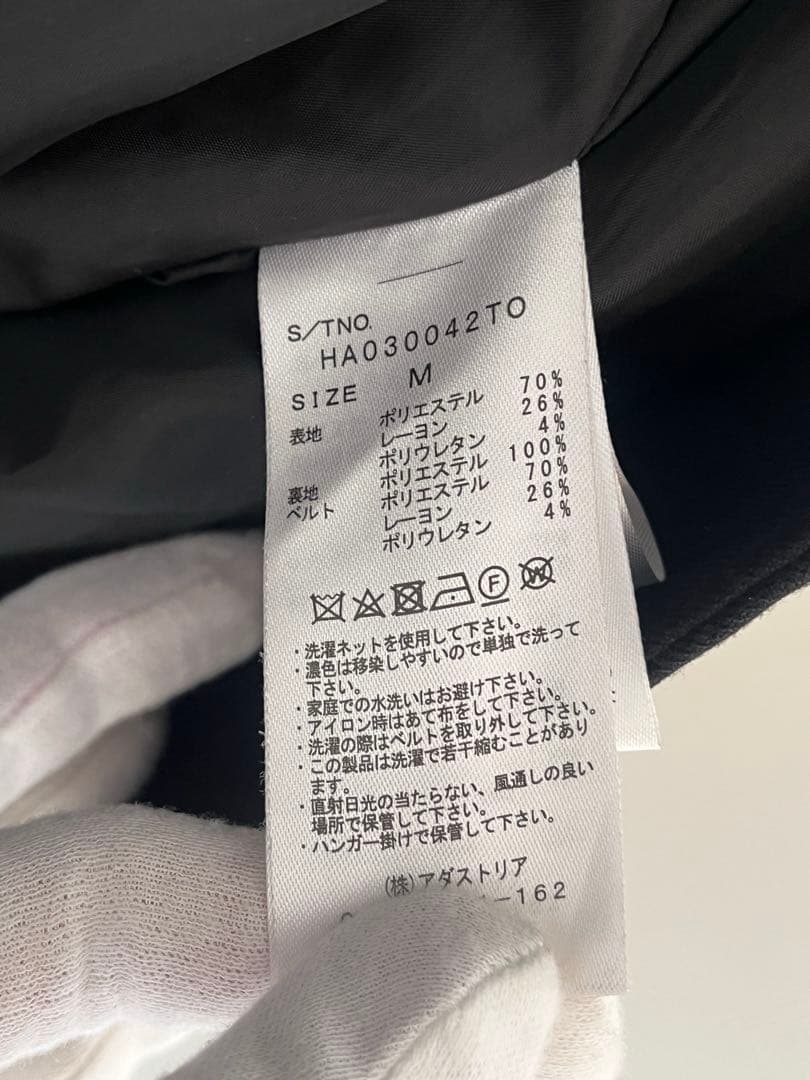 S/TNO.
HA030042TO
SIZE M
表地 ポリエステル 70%
レーヨン 26%
ポリウレタン 4%
裏地 ポリエステル 100%
ベルト ポリエステル 70%
レーヨン 26%
ポリウレタン 4%
F W
・洗濯ネットを使用して下さい。
・濃色は移染しやすいので単独で洗って
下さい。
・家庭での水洗いはお避け下さい。
・アイロン時はあて布をして下さい。
・洗濯の際はベルトを取り外して下さい。
・この製品は洗濯で若干縮むことがあり
ます。
・直射日光の当たらない、風通しの良い
場所で保管して下さい。
・ハンガー掛けで保管して下さい。
(株)アダストリア
-162